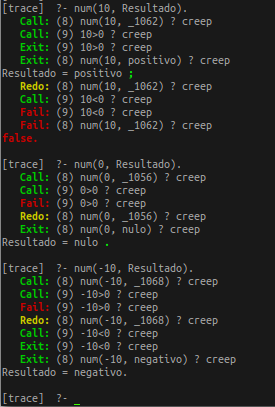 [trace]  ?- num(10, Resultado).
   Call: (8) num(10, _1062) ? creep
   Call: (9) 10>0 ? creep
   Exit: (9) 10>0 ? creep
   Exit: (8) num(10, positivo) ? creep
Resultado = positivo ;
   Redo: (8) num(10, _1062) ? creep
   Call: (9) 10<0 ? creep
   Fail: (9) 10<0 ? creep
   Fail: (8) num(10, _1062) ? creep
false.
[trace]  ?- num(0, Resultado).
   Call: (8) num(0, _1056) ? creep
   Call: (9) 0>0 ? creep
   Fail: (9) 0>0 ? creep
   Redo: (8) num(0, _1056) ? creep
   Exit: (8) num(0, nulo) ? creep
Resultado = nulo .
[trace]  ?- num(-10, Resultado).
   Call: (8) num(-10, _1068) ? creep
   Call: (9) -10>0 ? creep
   Fail: (9) -10>0 ? creep
   Redo: (8) num(-10, _1068) ? creep
   Call: (9) -10<0 ? creep
   Exit: (9) -10<0 ? creep
   Exit: (8) num(-10, negativo) ? creep
Resultado = negativo.
[trace]  ?- _